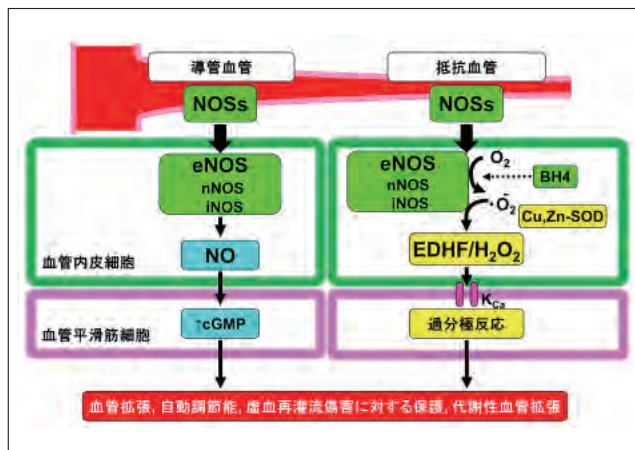 導管血管
抵抗血管
NOSs
NOSs
eNOS
nNOS
iNOS
NO
血管内皮細胞
eNOS
nNOS
iNOS
O₂
BH4
·O₂⁻
Cu,Zn-SOD
EDHF/H₂O₂
↑cGMP
血管平滑筋細胞
K_Ca
過分極反応
血管拡張, 自動調節能, 虚血再灌流傷害に対する保護, 代謝性血管拡張